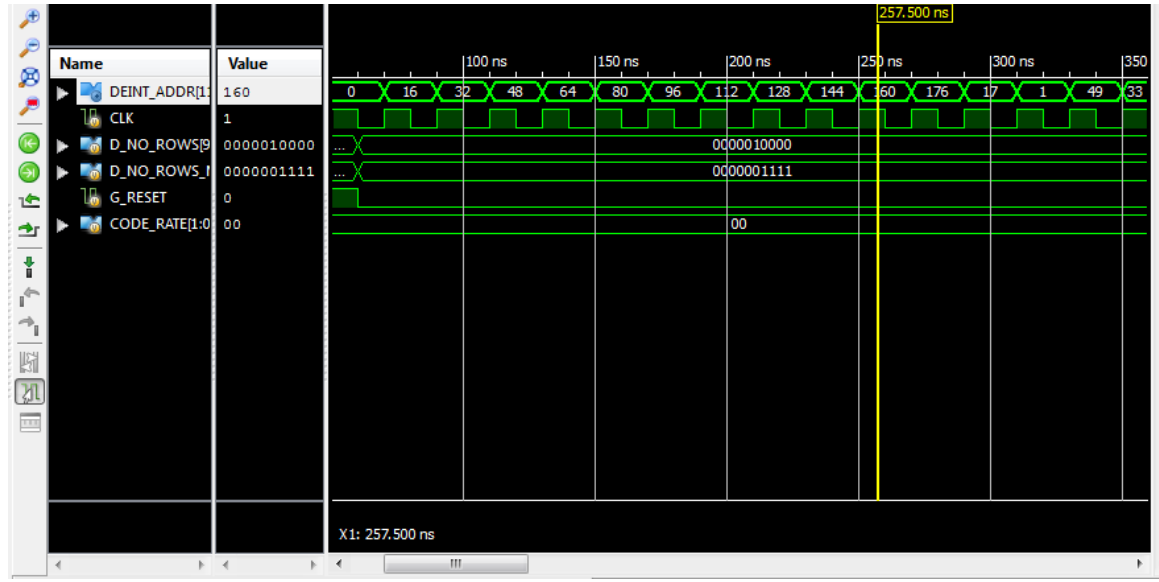 257.500 ns
Name Value
100 ns 150 ns 200 ns 250 ns 300 ns 350
DEINT_ADDR[11 160 0 16 32 48 64 80 96 112 128 144 160 176 17 1 49 33
CLK 1
D_NO_ROWS[9 0000010000 ... 0000010000
D_NO_ROWS_M 0000001111 ... 0000001111
G_RESET 0
CODE_RATE[1:0 00 00
X1: 257.500 ns